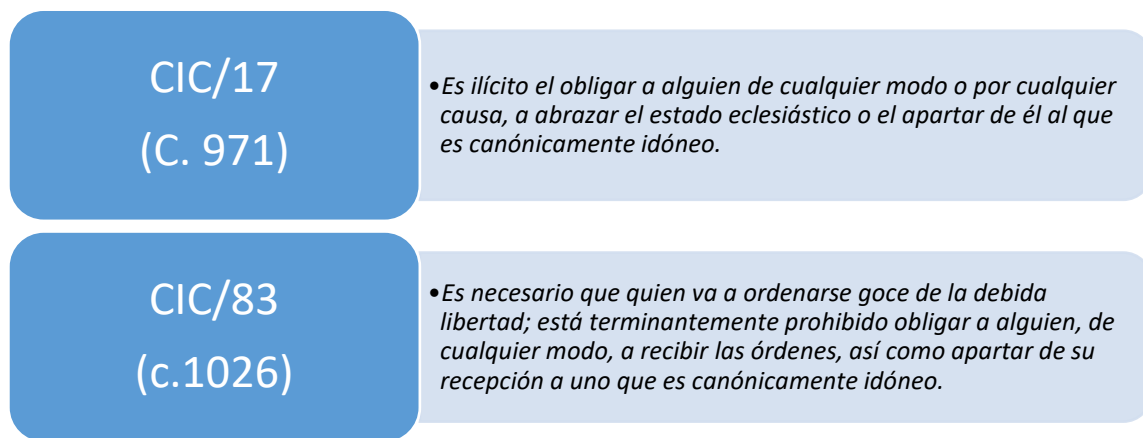 CIC/17
(C. 971)
•Es ilícito el obligar a alguien de cualquier modo o por cualquier
causa, a abrazar el estado eclesiástico o el apartar de él al que
es canónicamente idóneo.
CIC/83
(c.1026)
•Es necesario que quien va a ordenarse goce de la debida
libertad; está terminantemente prohibido obligar a alguien, de
cualquier modo, a recibir las órdenes, así como apartar de su
recepción a uno que es canónicamente idóneo.